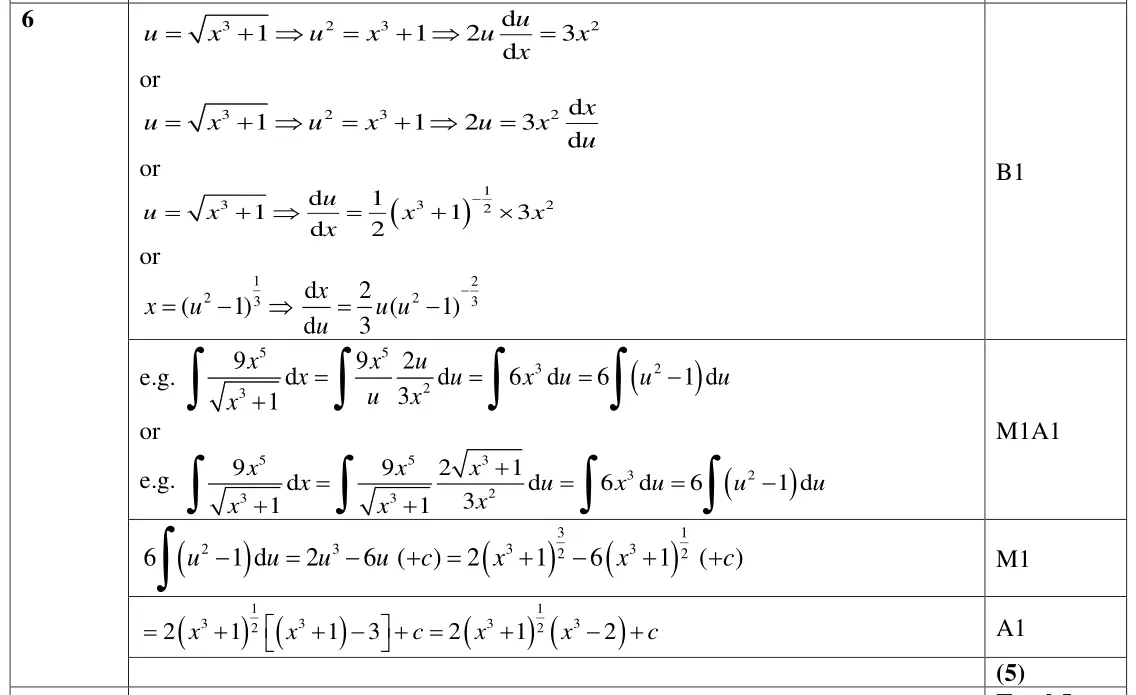 6
u = √(x³ + 1) ⇒ u² = x³ + 1 ⇒ 2u du/dx = 3x²
or
u = √(x³ + 1) ⇒ u² = x³ + 1 ⇒ 2u = 3x² dx/du
or
u = √(x³ + 1) ⇒ du/dx = 1/2 (x³ + 1)^(−1/2) × 3x²
or
x = (u² − 1)^(1/3) ⇒ dx/du = 2/3 u(u² − 1)^(−2/3)
B1
e.g. ∫ 9x⁵/√(x³ + 1) dx = ∫ 9x⁵/u 2u/3x² du = ∫ 6x³ du = 6∫ (u² − 1) du
or
e.g. ∫ 9x⁵/√(x³ + 1) dx = ∫ 9x⁵/√(x³ + 1) 2√(x³ + 1)/3x² du = ∫ 6x³ du = 6∫ (u² − 1) du
M1A1
6∫ (u² − 1) du = 2u³ − 6u (+c) = 2(x³ + 1)^(3/2) − 6(x³ + 1)^(1/2) (+c)
M1
= 2(x³ + 1)^(1/2) [(x³ + 1) − 3] + c = 2(x³ + 1)^(1/2) (x³ − 2) + c
A1
(5)